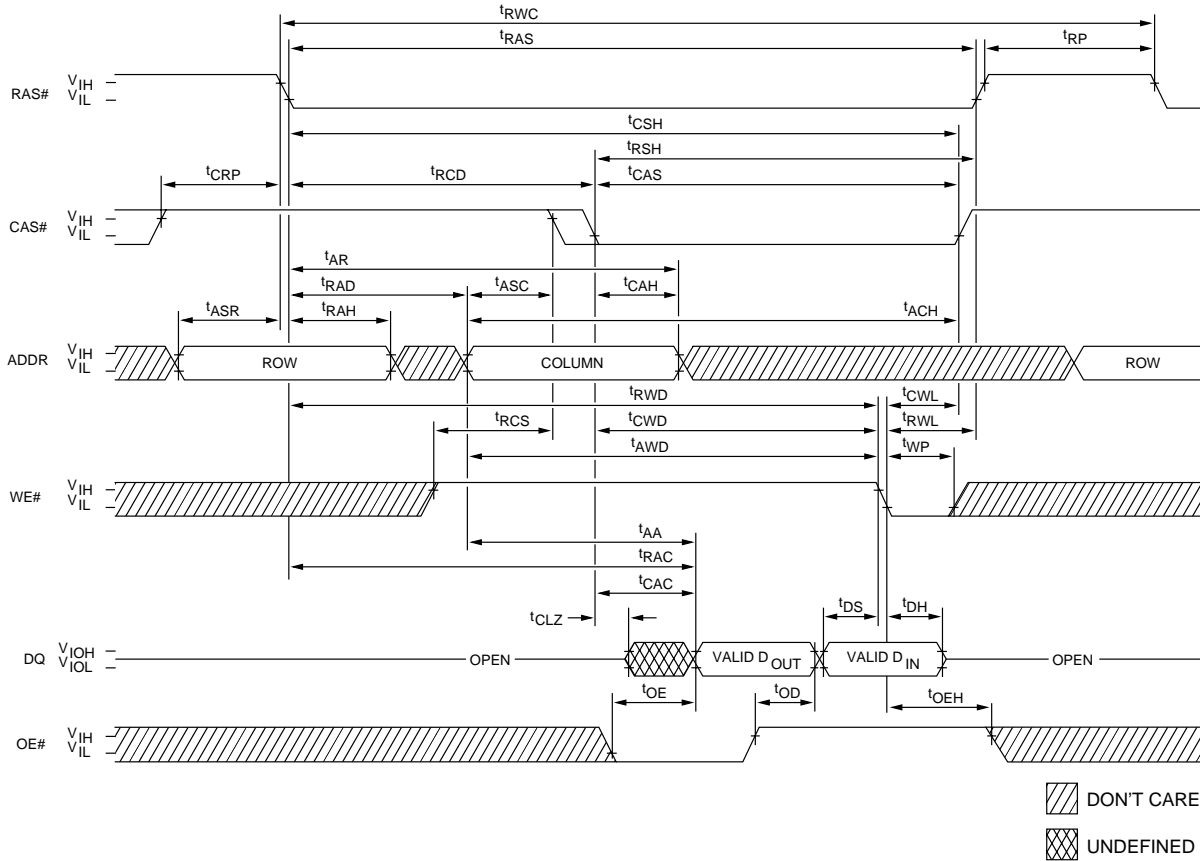 tRWC
tRAS
tRP
RAS#
VIH
VIL
tCSH
tRSH
tCRP
tRCD
tCAS
CAS#
VIH
VIL
tAR
tRAD
tASC
tCAH
tASR
tRAH
tACH
ADDR
VIH
VIL
ROW
COLUMN
ROW
tRWD
tCWL
tRCS
tCWD
tRWL
tAWD
tWP
WE#
VIH
VIL
tAA
tRAC
tCAC
tCLZ
tDS
tDH
DQ
VIOH
VIOL
OPEN
VALID DOUT
VALID DIN
OPEN
tOE
tOD
tOEH
OE#
VIH
VIL
DON'T CARE
UNDEFINED